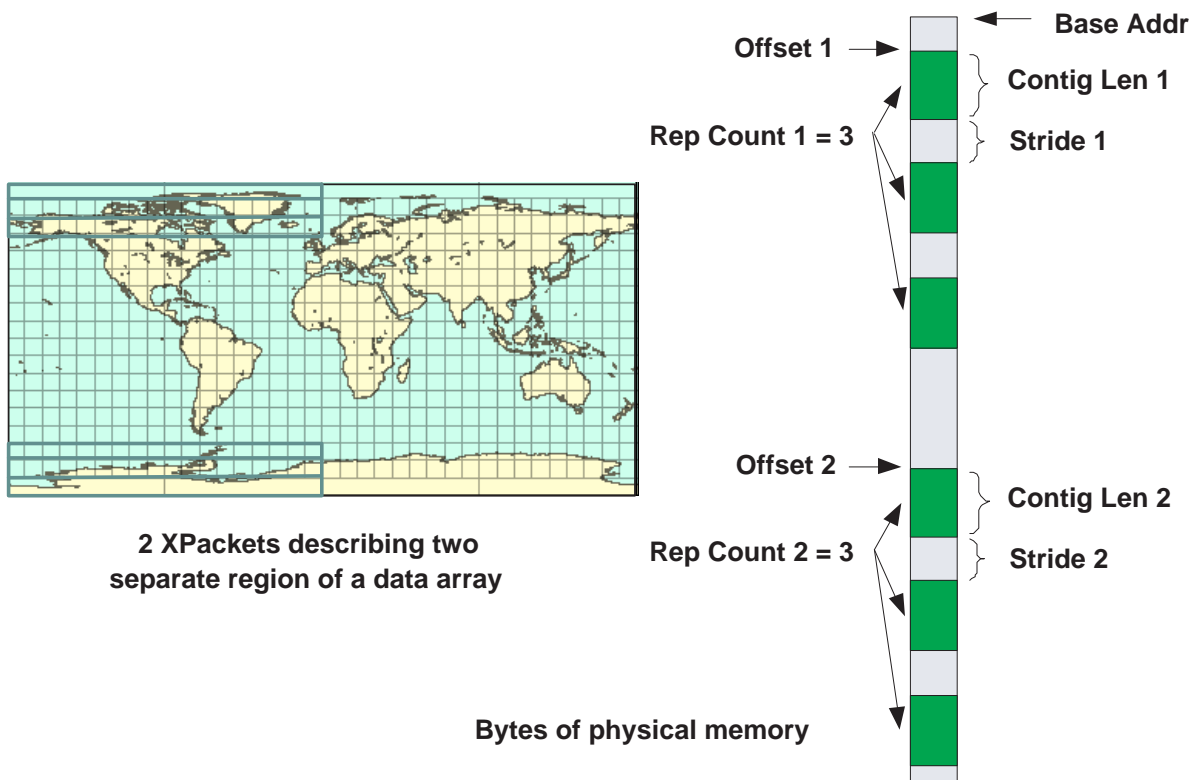 Base Addr
Offset 1
Contig Len 1
Rep Count 1 = 3
Stride 1
Offset 2
Contig Len 2
2 XPackets describing two
separate region of a data array
Rep Count 2 = 3
Stride 2
Bytes of physical memory